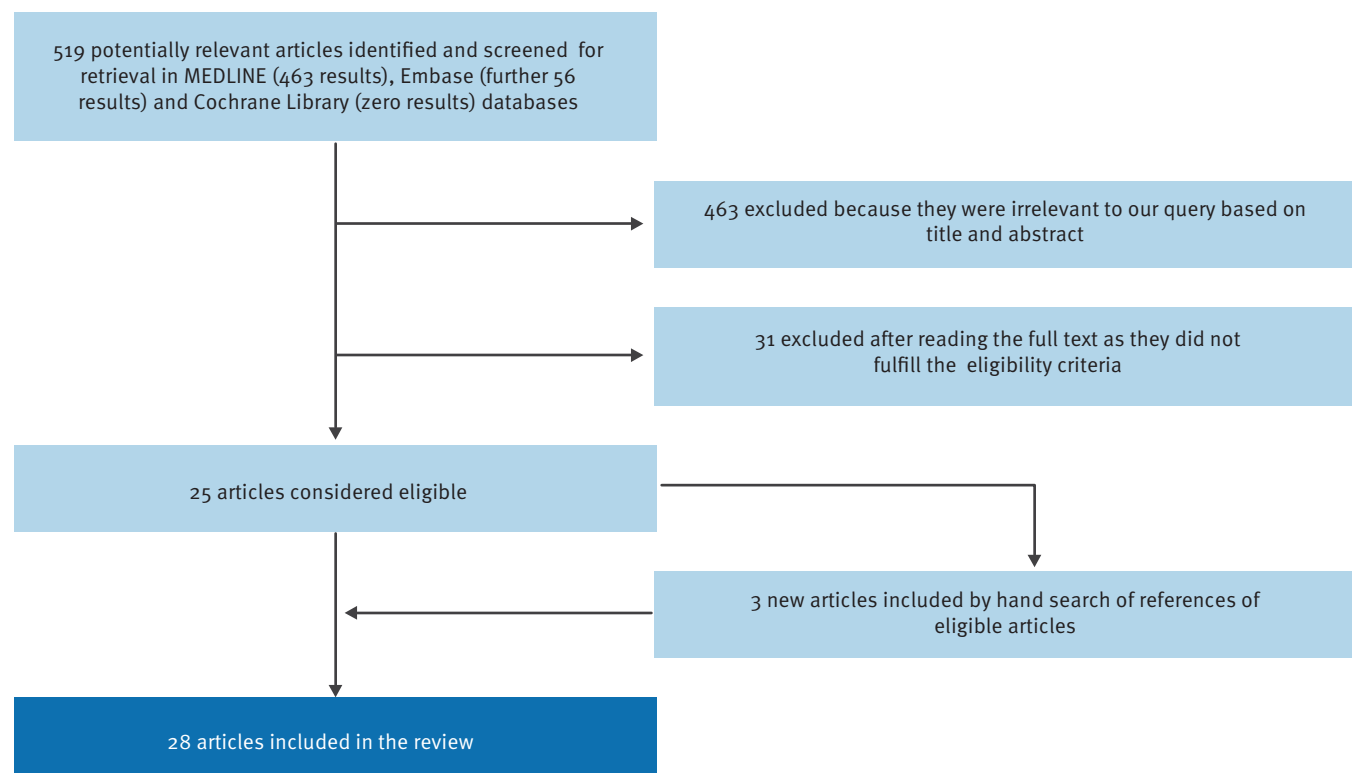 519 potentially relevant articles identified and screened for
retrieval in MEDLINE (463 results), Embase (further 56
results) and Cochrane Library (zero results) databases
463 excluded because they were irrelevant to our query based on
title and abstract
31 excluded after reading the full text as they did not
fulfill the eligibility criteria
25 articles considered eligible
3 new articles included by hand search of references of
eligible articles
28 articles included in the review